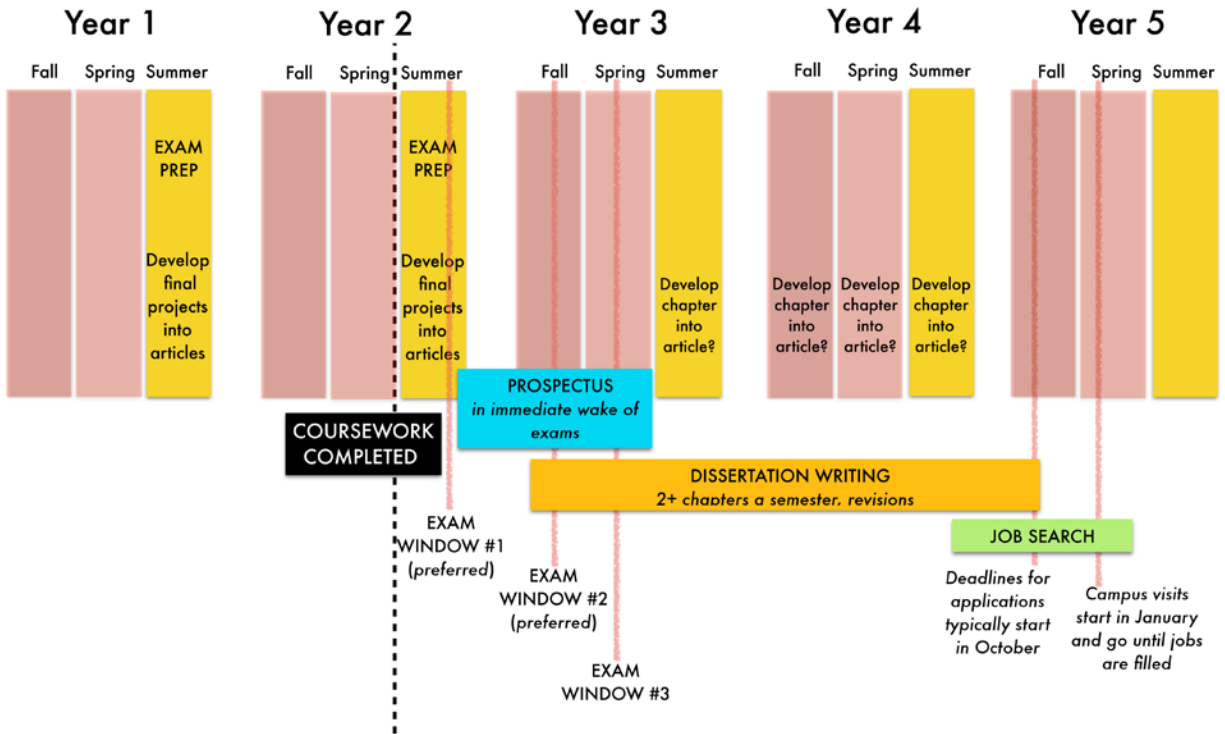 Year 1
Year 2
Year 3
Year 4
Year 5
Fall
Spring
Summer
Fall
Spring
Summer
Fall
Spring
Summer
Fall
Spring
Summer
Fall
Spring
Summer
EXAM
PREP
Develop
final
projects
into
articles
EXAM
PREP
Develop
final
projects
into
articles
Develop
chapter
into
article?
Develop
chapter
into
article?
Develop
chapter
into
article?
Develop
chapter
into
article?
PROSPECTUS
in immediate wake of
exams
COURSEWORK
COMPLETED
DISSERTATION WRITING
2+ chapters a semester, revisions
JOB SEARCH
EXAM
WINDOW #1
(preferred)
EXAM
WINDOW #2
(preferred)
EXAM
WINDOW #3
Deadlines for
applications
typically start
in October
Campus visits
start in January
and go until jobs
are filled